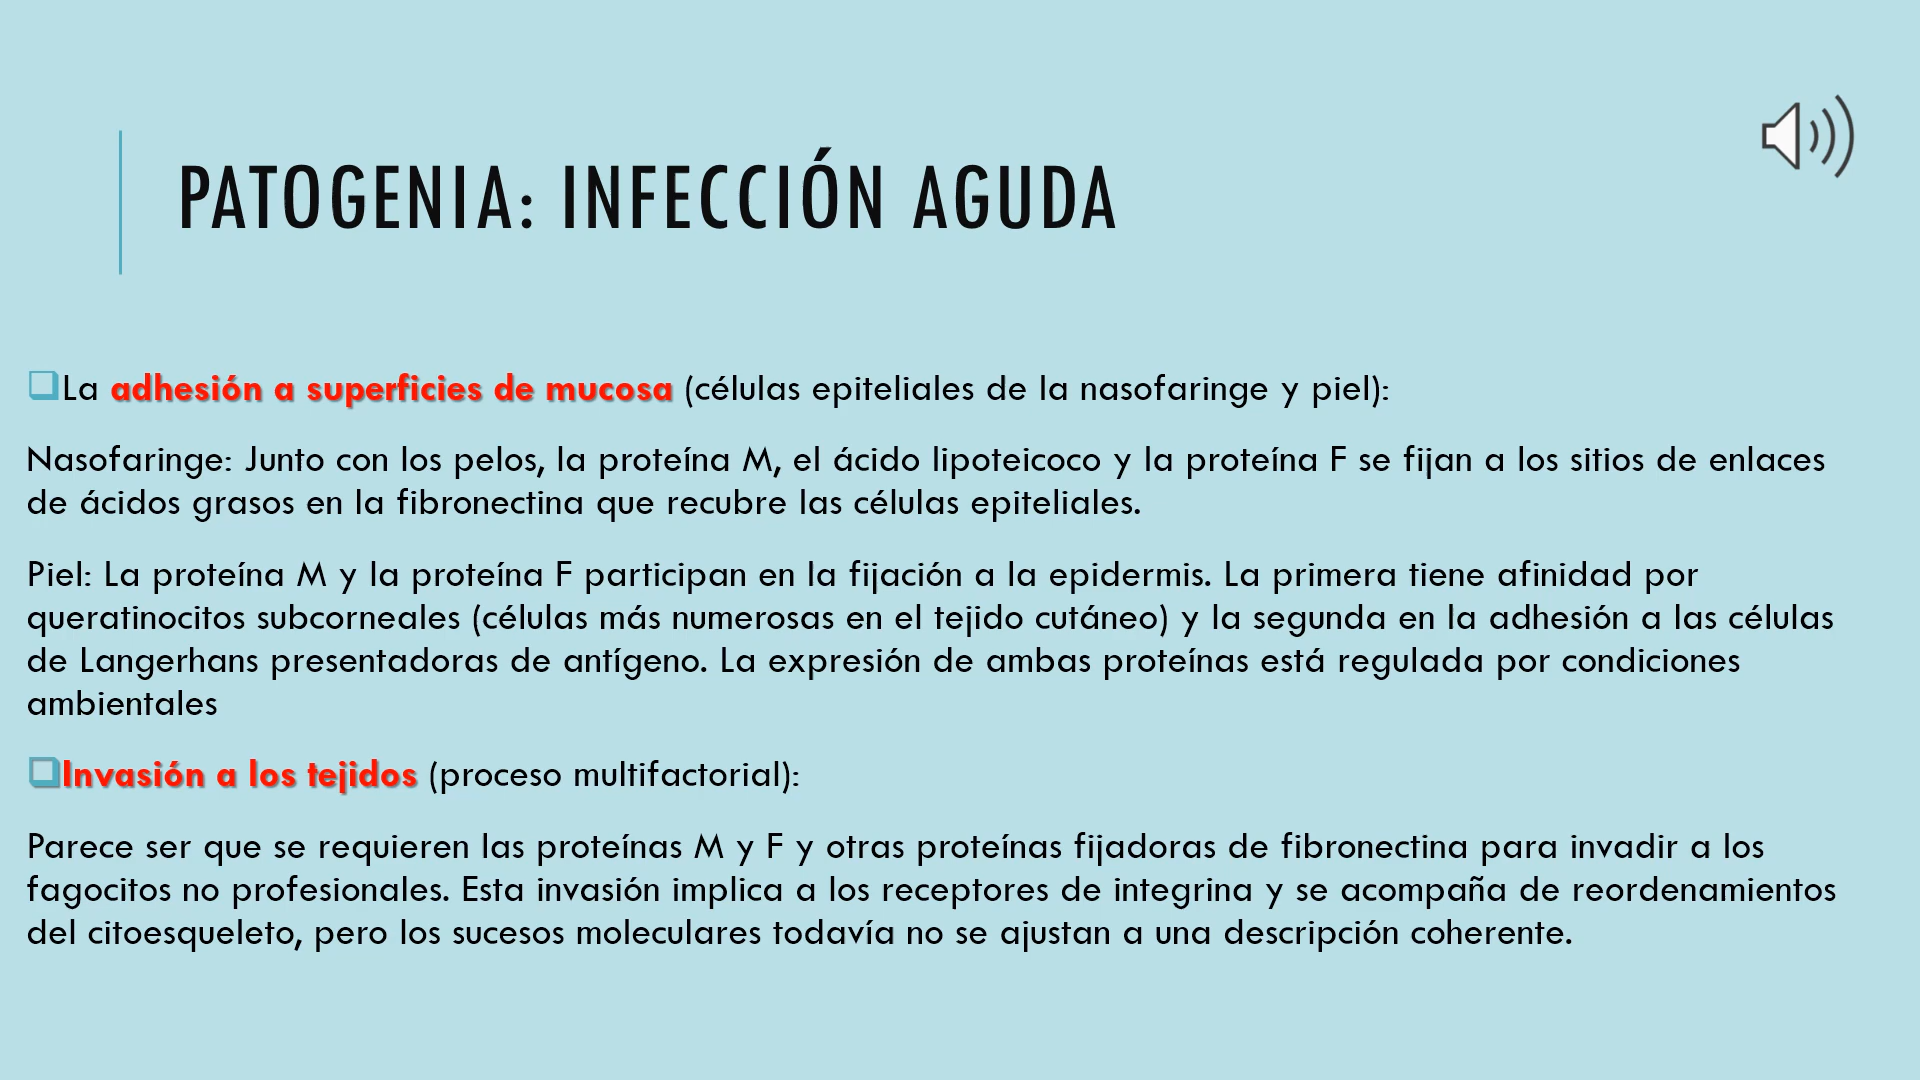 PATOGENIA: INFECCIÓN AGUDA
La adhesión a superficies de mucosa (células epiteliales de la nasofaringe y piel):
Nasofaringe: Junto con los pelos, la proteína M, el ácido lipoteicoco y la proteína F se fijan a los sitios de enlaces
de ácidos grasos en la fibronectina que recubre las células epiteliales.
Piel: La proteína M y la proteína F participan en la fijación a la epidermis. La primera tiene afinidad por
queratinocitos subcorneales (células más numerosas en el tejido cutáneo) y la segunda en la adhesión a las células
de Langerhans presentadoras de antígeno. La expresión de ambas proteínas está regulada por condiciones
ambientales
Invasión a los tejidos (proceso multifactorial):
Parece ser que se requieren las proteínas M y F y otras proteínas fijadoras de fibronectina para invadir a los
fagocitos no profesionales. Esta invasión implica a los receptores de integrina y se acompaña de reordenamientos
del citoesqueleto, pero los sucesos moleculares todavía no se ajustan a una descripción coherente.